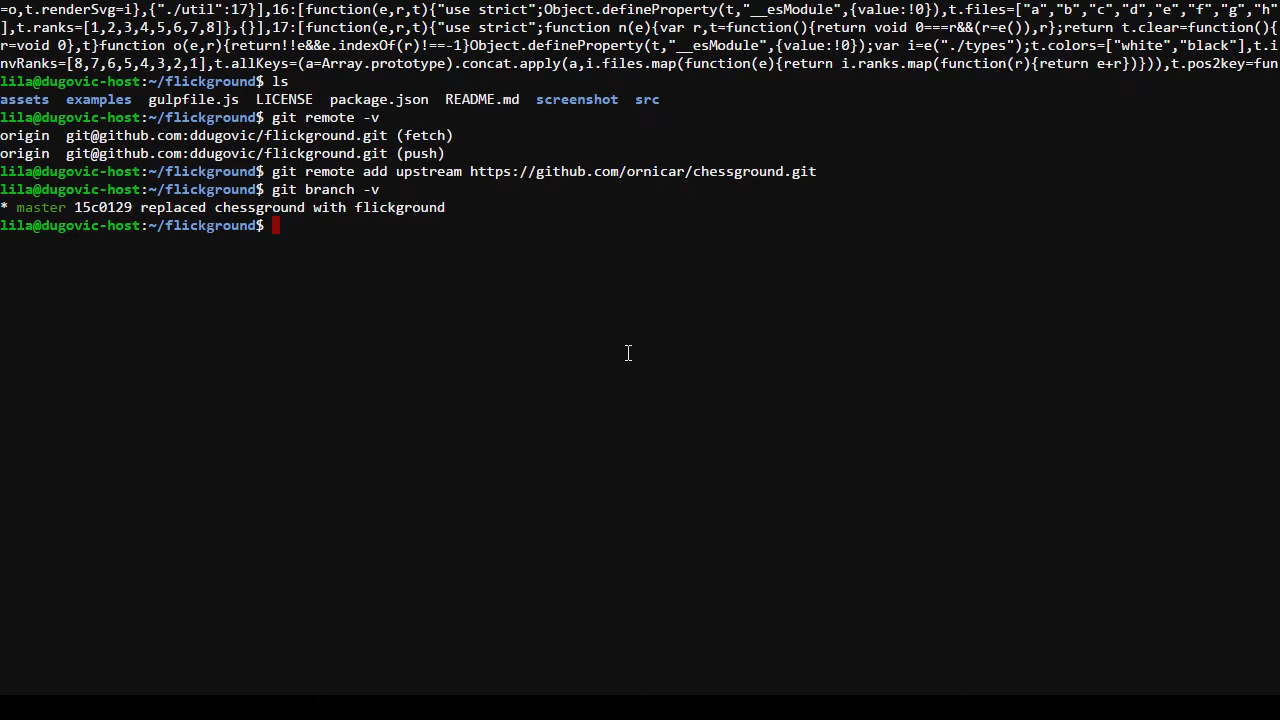 =o,t.renderSvg=i},{"./util":17}],16:[function(e,r,t){"use strict";Object.defineProperty(t,"__esModule",{value:!0}),t.files=["a","b","c","d","e","f","g","h"
],t.ranks=[1,2,3,4,5,6,7,8]},{}],17:[function(e,r,t){"use strict";function n(e){var r,t=function(){return void 0===r&&(r=e()),r};return t.clear=function(){
r=void 0},t}function o(e,r){return!!e&&e.indexOf(r)!==-1}Object.defineProperty(t,"__esModule",{value:!0});var i=e("./types");t.colors=["white","black"],t.i
nvRanks=[8,7,6,5,4,3,2,1],t.allKeys=(a=Array.prototype).concat.apply(a,i.files.map(function(e){return i.ranks.map(function(r){return e+r})})),t.pos2key=fun
lila@dugovic-host:~/flickground$ ls
assets  examples  gulpfile.js  LICENSE  package.json  README.md  screenshot  src
lila@dugovic-host:~/flickground$ git remote -v
origin  git@github.com:ddugovic/flickground.git (fetch)
origin  git@github.com:ddugovic/flickground.git (push)
lila@dugovic-host:~/flickground$ git remote add upstream https://github.com/ornicar/chessground.git
lila@dugovic-host:~/flickground$ git branch -v
* master 15c0129 replaced chessground with flickground
lila@dugovic-host:~/flickground$